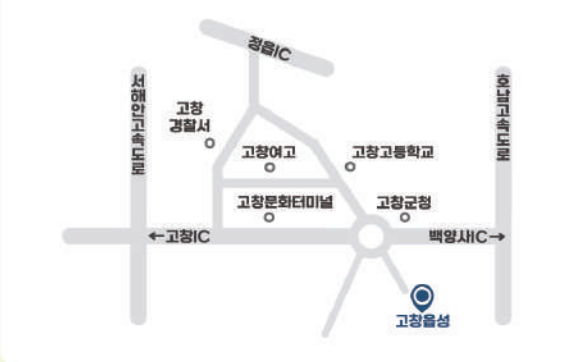 정읍IC
서해안고속도로
호남고속도로
고창
경찰서
고창여고
고창고등학교
고창문화터미널
고창군청
←고창IC
백양사IC→
고창읍성